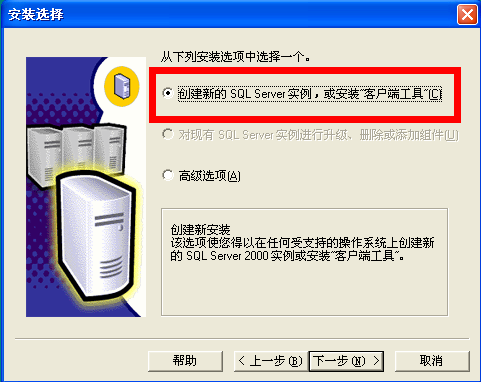 安装选择
从下列安装选项中选择一个。
创建新的 SQL Server 实例，或安装"客户端工具"(C)
对现有 SQL Server 实例进行升级、删除或添加组件(U)
高级选项(A)
创建新安装
该选项使您得以在任何受支持的操作系统上创建新
的 SQL Server 2000 实例或安装"客户端工具"。
帮助
< 上一步(B)
下一步(N) >
取消